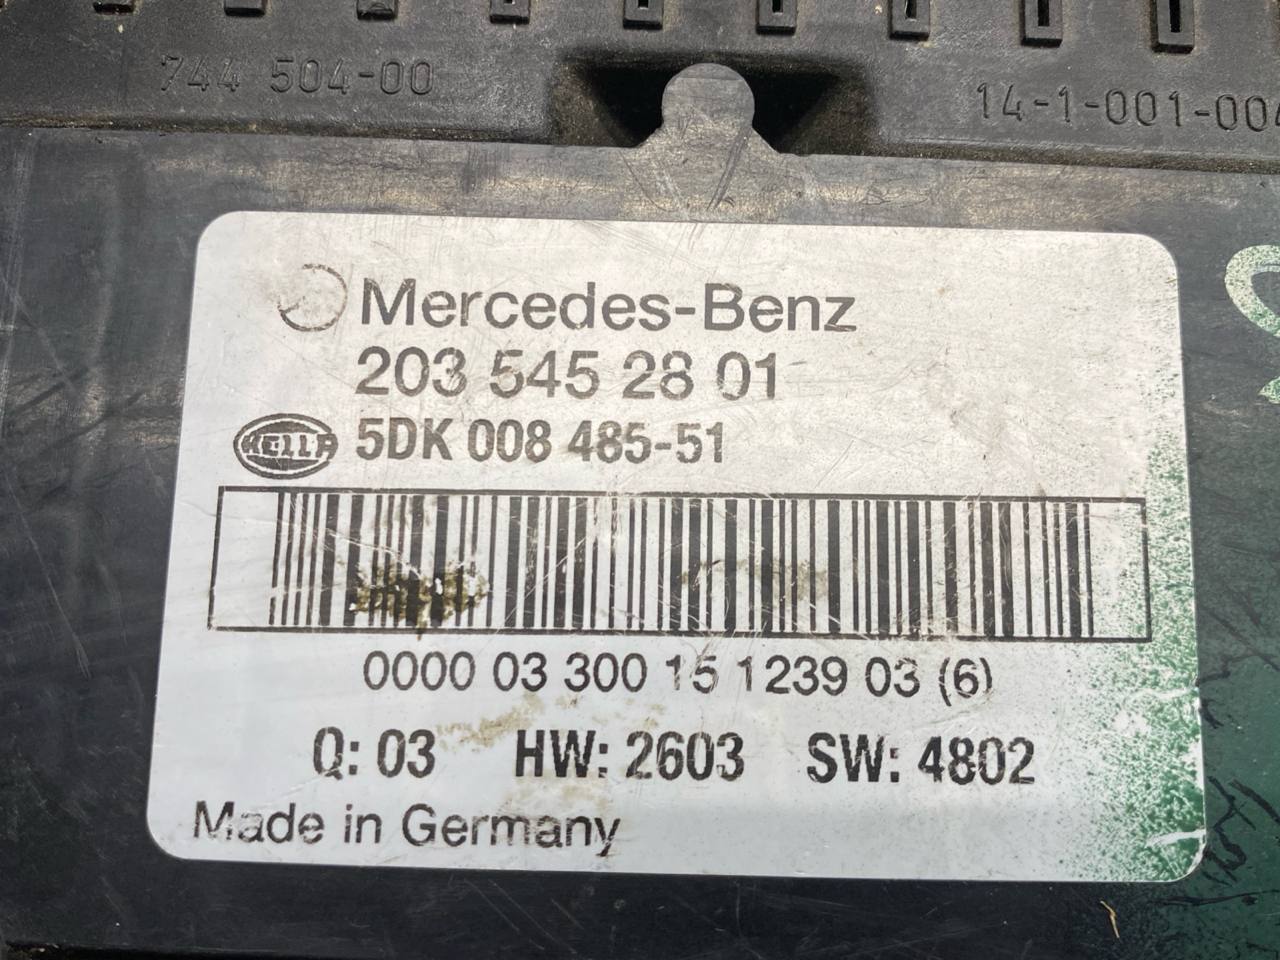 744 504-00
14-1-001-004
Mercedes-Benz
203 545 28 01
HELLA
5DK 008 485-51
0000 03 300 15 1239 03 (6)
Q: 03 HW: 2603 SW: 4802
Made in Germany